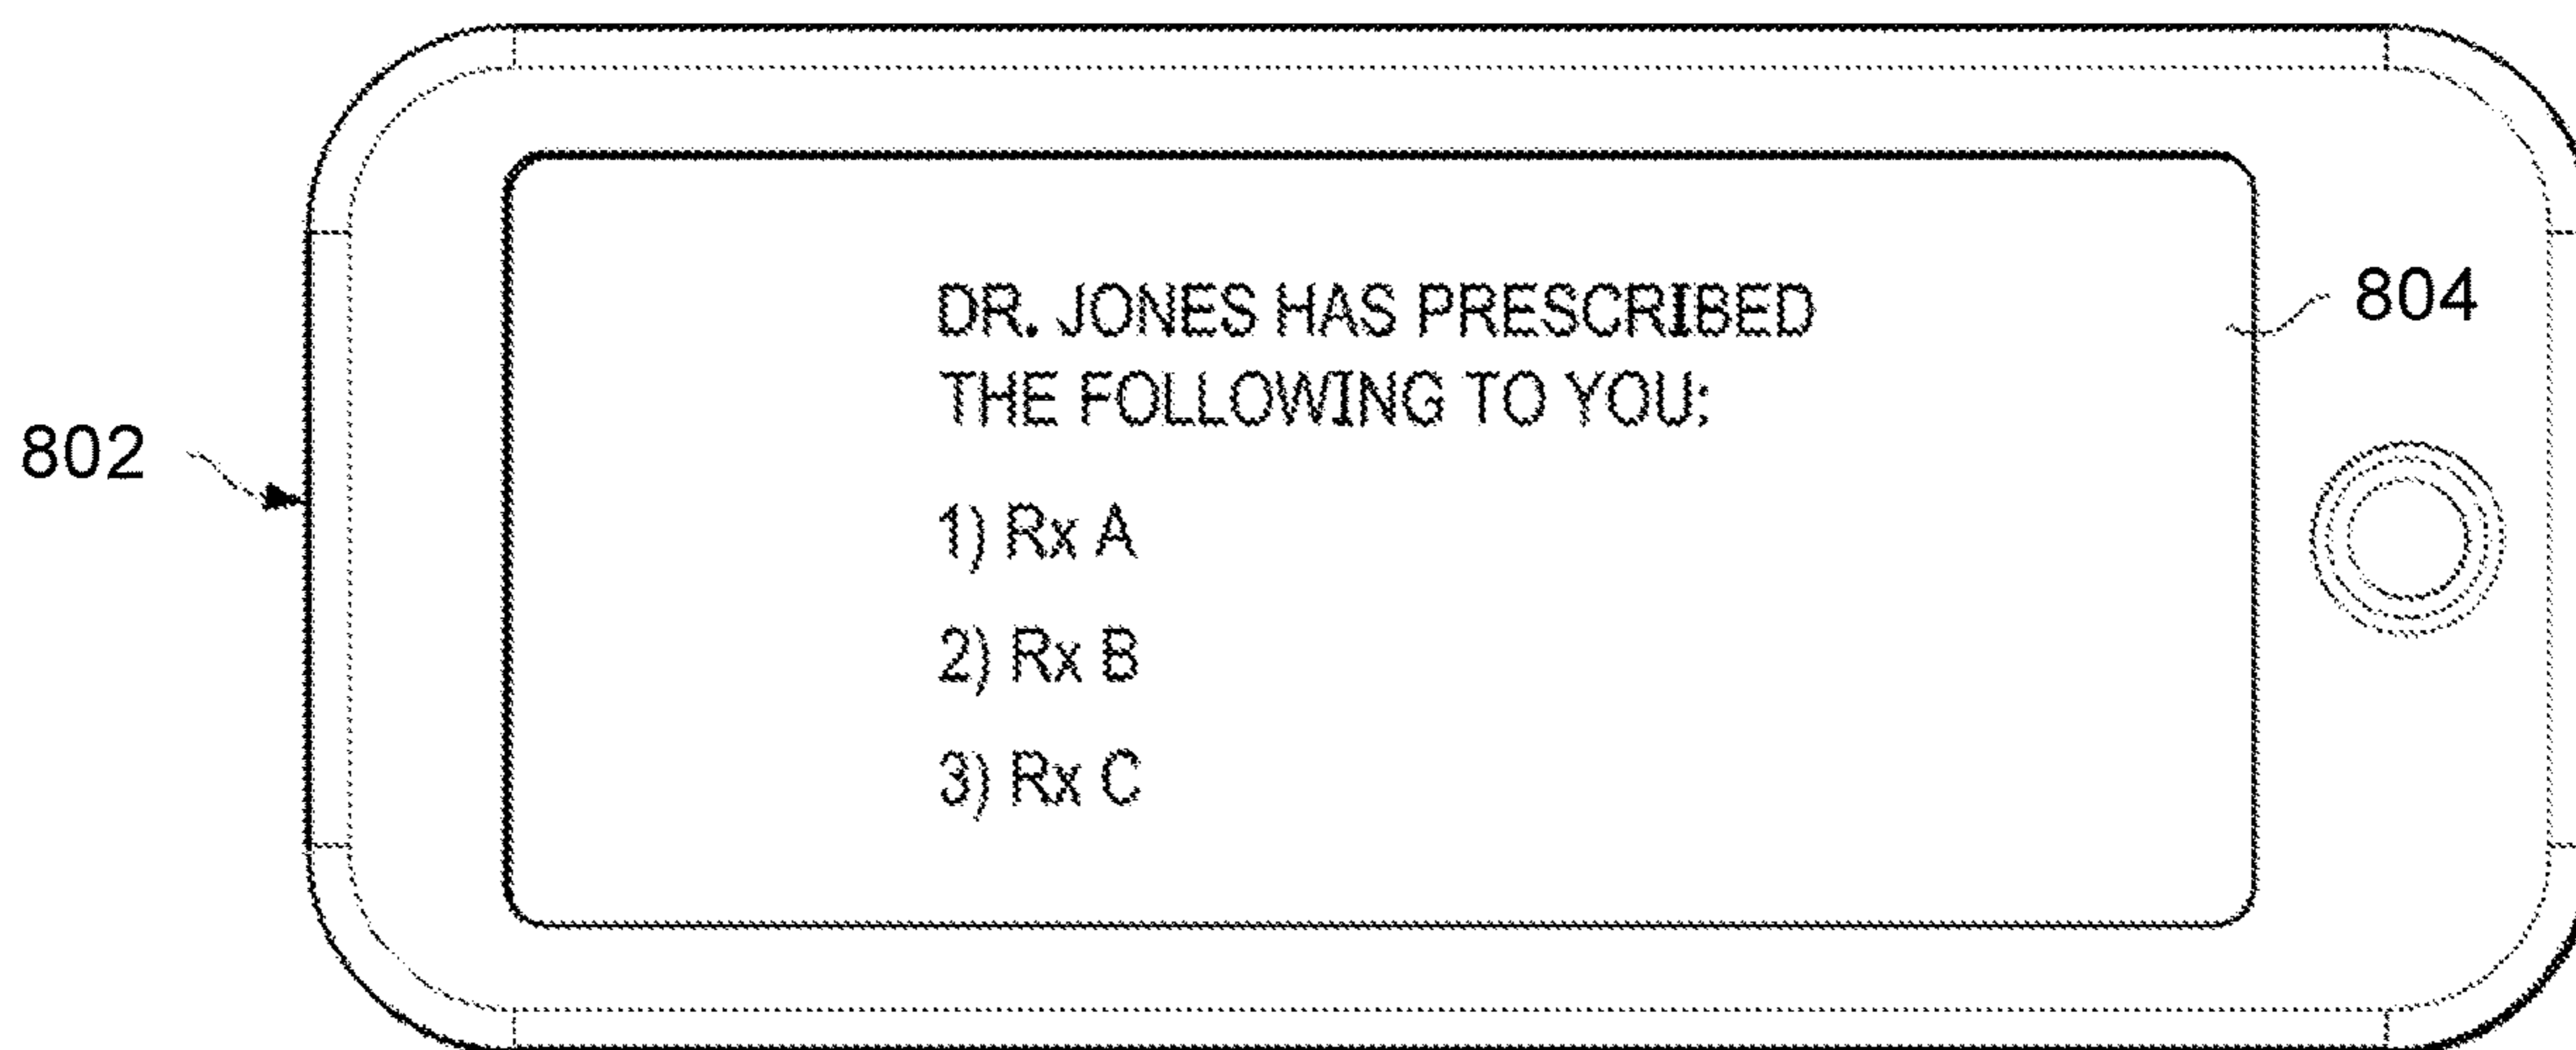 DR. JONES HAS PRESCRIBED
THE FOLLOWING TO YOU:
804
802
1) Rx A
2) Rx B
3) Rx C